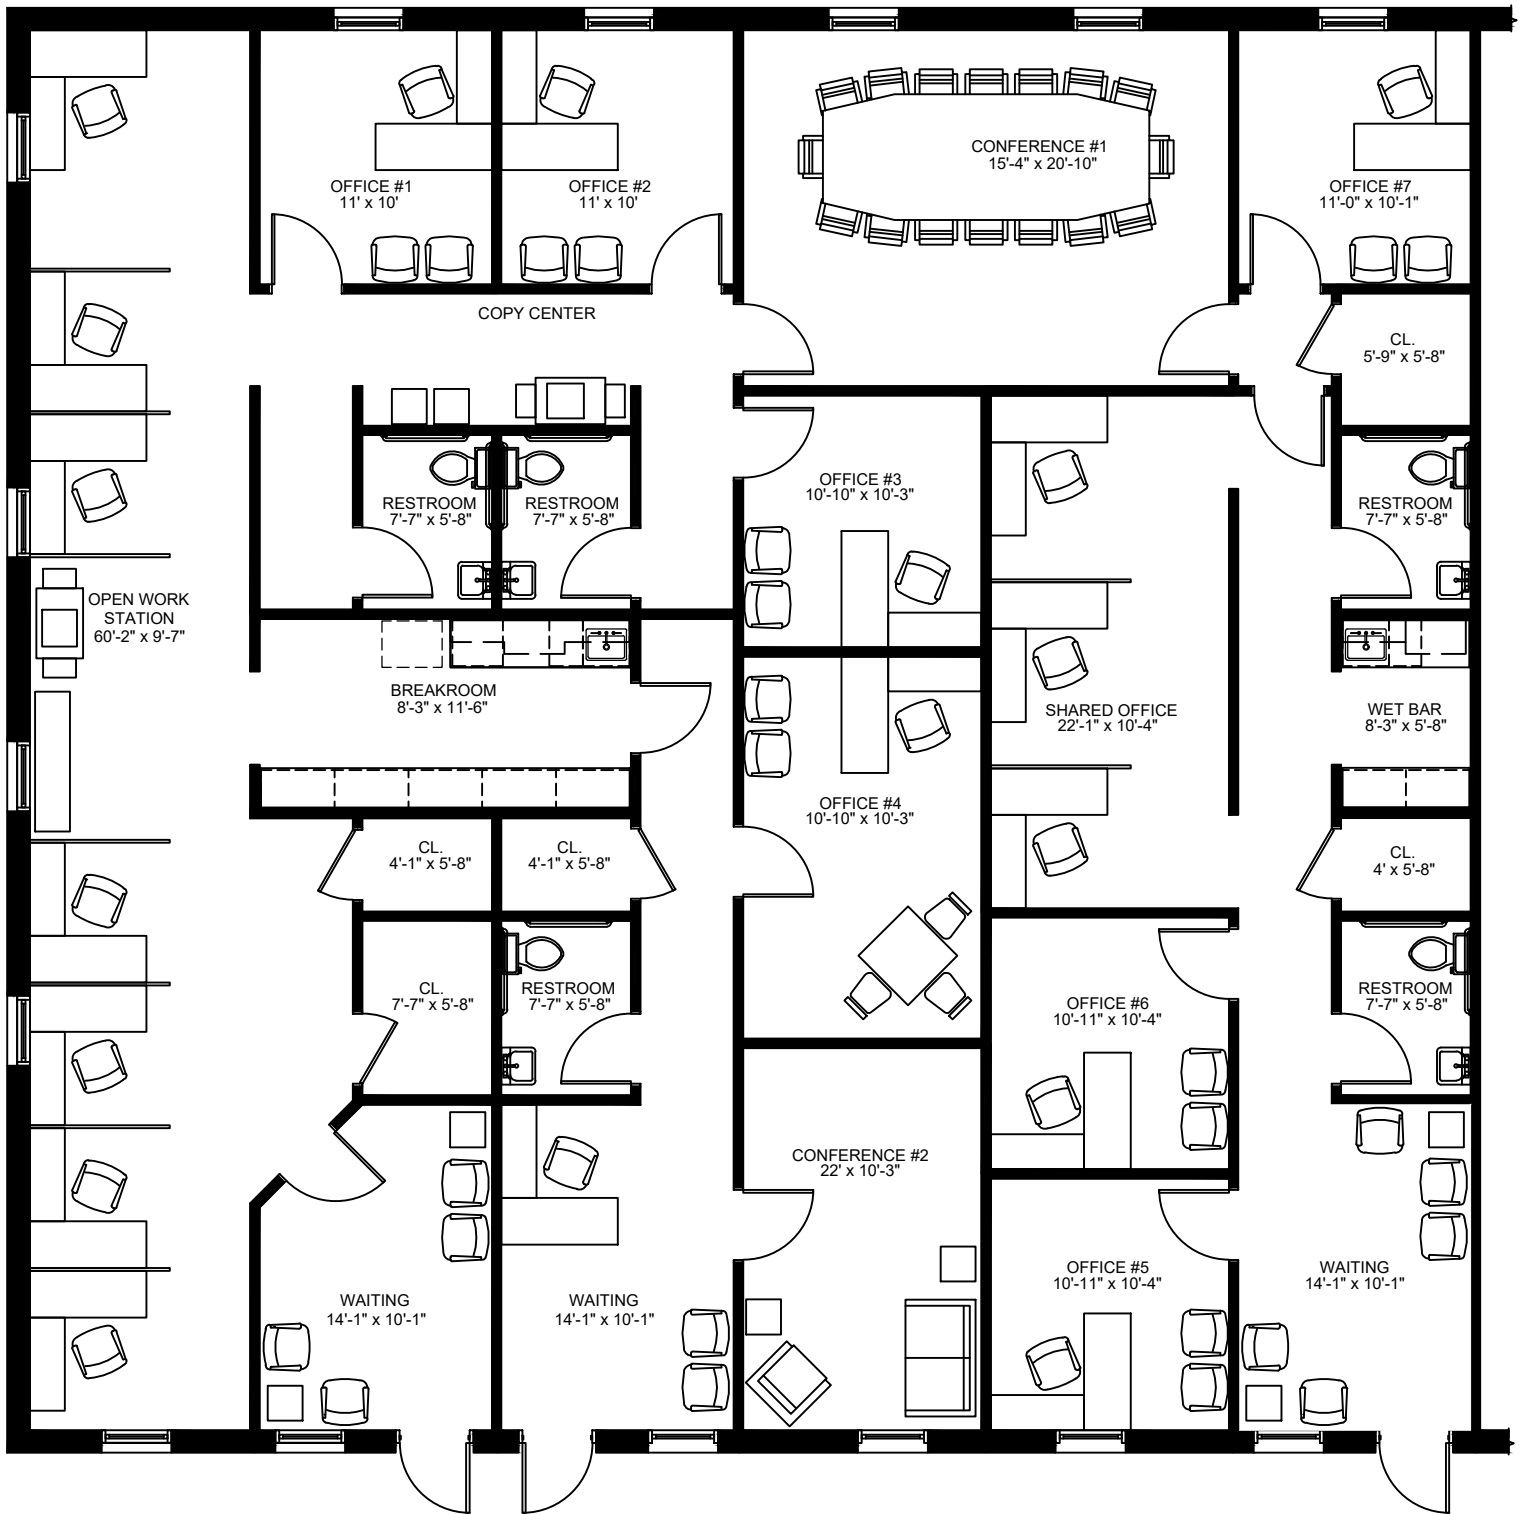 OFFICE #1
11' x 10'
OFFICE #2
11' x 10'
CONFERENCE #1
15'-4" x 20'-10"
OFFICE #7
11'-0" x 10'-1"
COPY CENTER
CL.
5'-9" x 5'-8"
RESTROOM
7'-7" x 5'-8"
RESTROOM
7'-7" x 5'-8"
OFFICE #3
10'-10" x 10'-3"
RESTROOM
7'-7" x 5'-8"
OPEN WORK
STATION
60'-2" x 9'-7"
BREAKROOM
8'-3" x 11'-6"
SHARED OFFICE
22'-1" x 10'-4"
WET BAR
8'-3" x 5'-8"
OFFICE #4
10'-10" x 10'-3"
CL.
4'-1" x 5'-8"
CL.
4'-1" x 5'-8"
CL.
4' x 5'-8"
CL.
7'-7" x 5'-8"
RESTROOM
7'-7" x 5'-8"
OFFICE #6
10'-11" x 10'-4"
RESTROOM
7'-7" x 5'-8"
CONFERENCE #2
22' x 10'-3"
WAITING
14'-1" x 10'-1"
WAITING
14'-1" x 10'-1"
OFFICE #5
10'-11" x 10'-4"
WAITING
14'-1" x 10'-1"